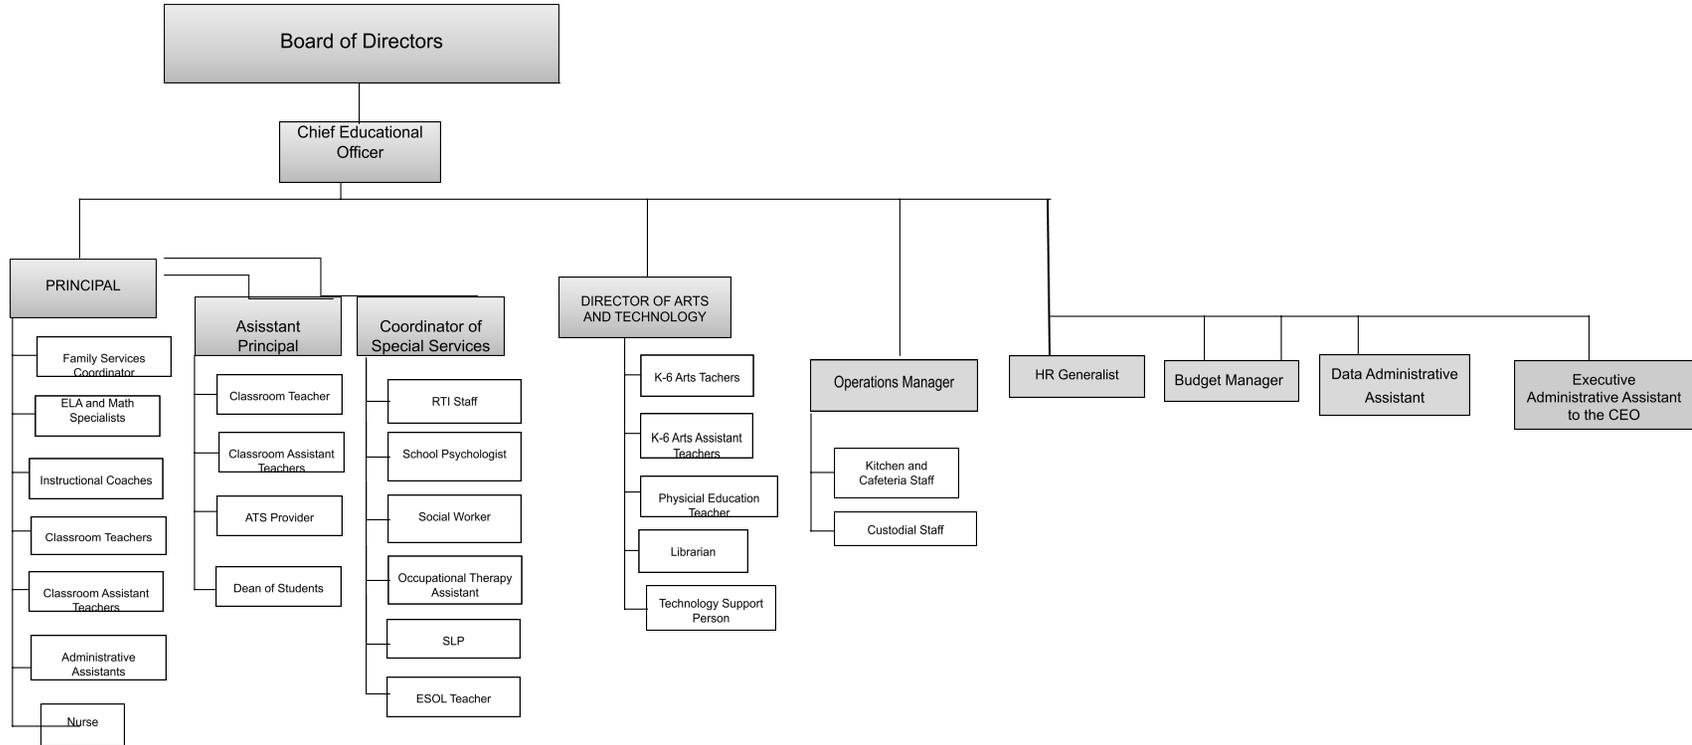 Board of Directors
Chief Educational
Officer
PRINCIPAL
Family Services
Coordinator
ELA and Math
Specialists
Instructional Coaches
Classroom Teachers
Classroom Assistant
Teachers
Administrative
Assistants
Nurse
Asisstant
Principal
Classroom Teacher
Classroom Assistant
Teachers
ATS Provider
Dean of Students
Coordinator of
Special Services
RTI Staff
School Psychologist
Social Worker
Occupational Therapy
Assistant
SLP
ESOL Teacher
DIRECTOR OF ARTS
AND TECHNOLOGY
K-6 Arts Tachers
K-6 Arts Assistant
Teachers
Physicial Education
Teacher
Librarian
Technology Support
Person
Operations Manager
Kitchen and
Cafeteria Staff
Custodial Staff
HR Generalist
Budget Manager
Data Administrative
Assistant
Executive
Administrative Assistant
to the CEO